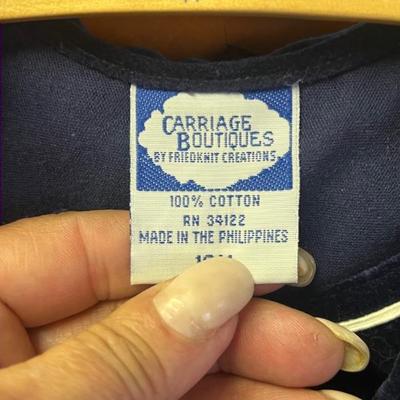 CARRIAGE
BOUTIQUES
BY FRIEDKNIT CREATIONS
100% COTTON
RN 34122
MADE IN THE PHILIPPINES